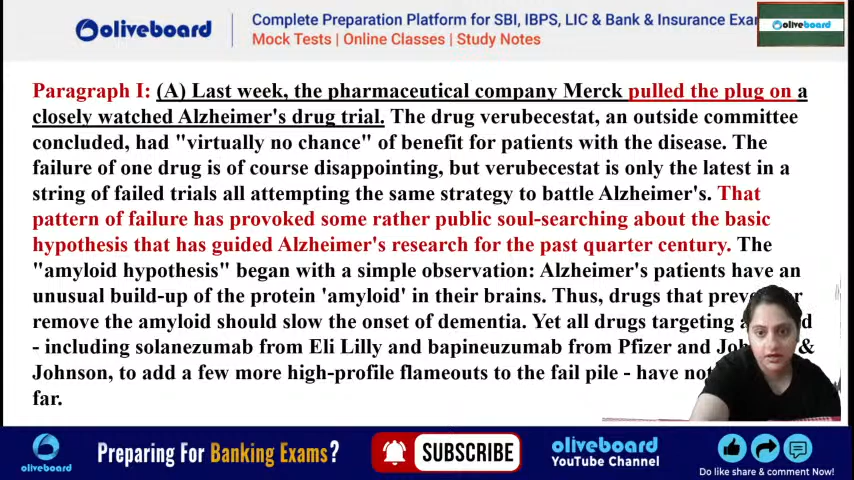 oliveboard
Complete Preparation Platform for SBI, IBPS, LIC & Bank & Insurance Exa
Mock Tests | Online Classes | Study Notes
oliveboard
Paragraph I: (A) Last week, the pharmaceutical company Merck pulled the plug on a
closely watched Alzheimer's drug trial. The drug verubecestat, an outside committee
concluded, had "virtually no chance" of benefit for patients with the disease. The
failure of one drug is of course disappointing, but verubecestat is only the latest in a
string of failed trials all attempting the same strategy to battle Alzheimer's. That
pattern of failure has provoked some rather public soul-searching about the basic
hypothesis that has guided Alzheimer's research for the past quarter century. The
"amyloid hypothesis" began with a simple observation: Alzheimer's patients have an
unusual build-up of the protein 'amyloid' in their brains. Thus, drugs that prev
remove the amyloid should slow the onset of dementia. Yet all drugs targeting
- including solanezumab from Eli Lilly and bapineuzumab from Pfizer and &
Johnson, to add a few more high-profile flameouts to the fail pile - have not
far.
oliveboard
Preparing For Banking Exams?
SUBSCRIBE
oliveboard
YouTube Channel
Do like share & comment Now!